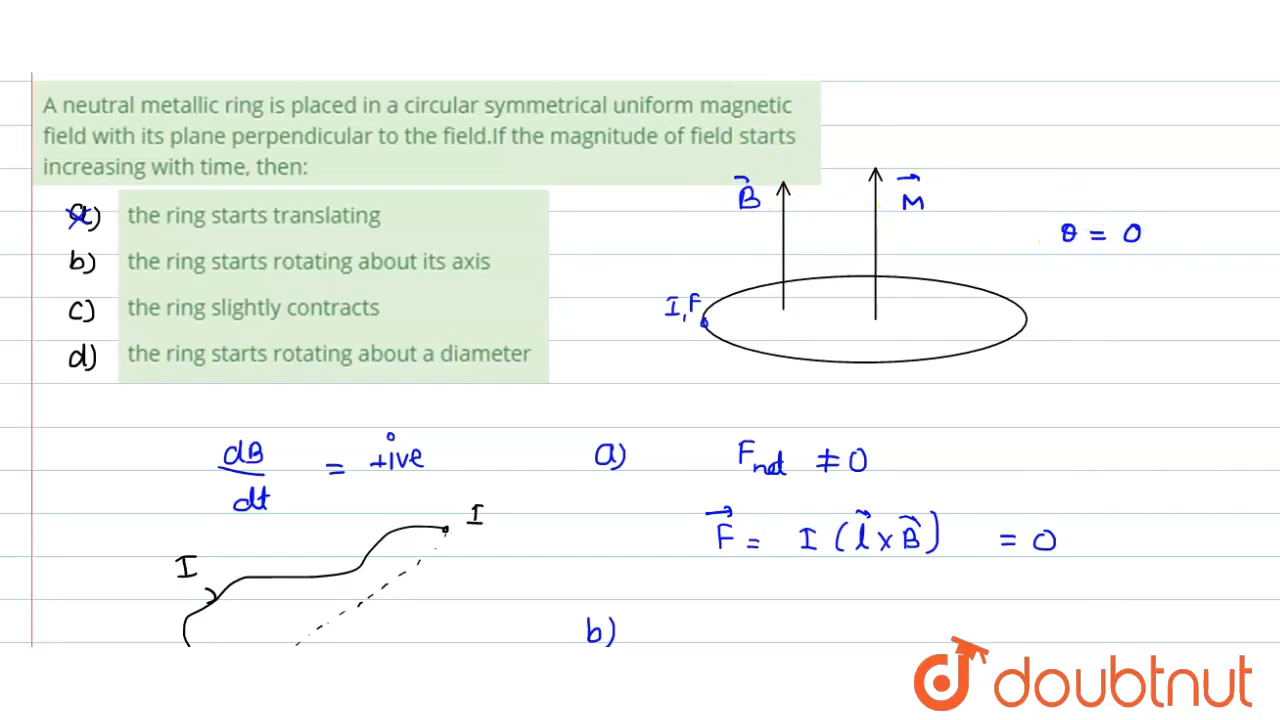 A neutral metallic ring is placed in a circular symmetrical uniform magnetic
field with its plane perpendicular to the field.If the magnitude of field starts
increasing with time, then:
a) the ring starts translating
b) the ring starts rotating about its axis
c) the ring slightly contracts
d) the ring starts rotating about a diameter
B M
θ = 0
I, F
dB/dt = +ive
a) F_net ≠ 0
F = I (l × B) = 0
I
I
b)
doubtnut